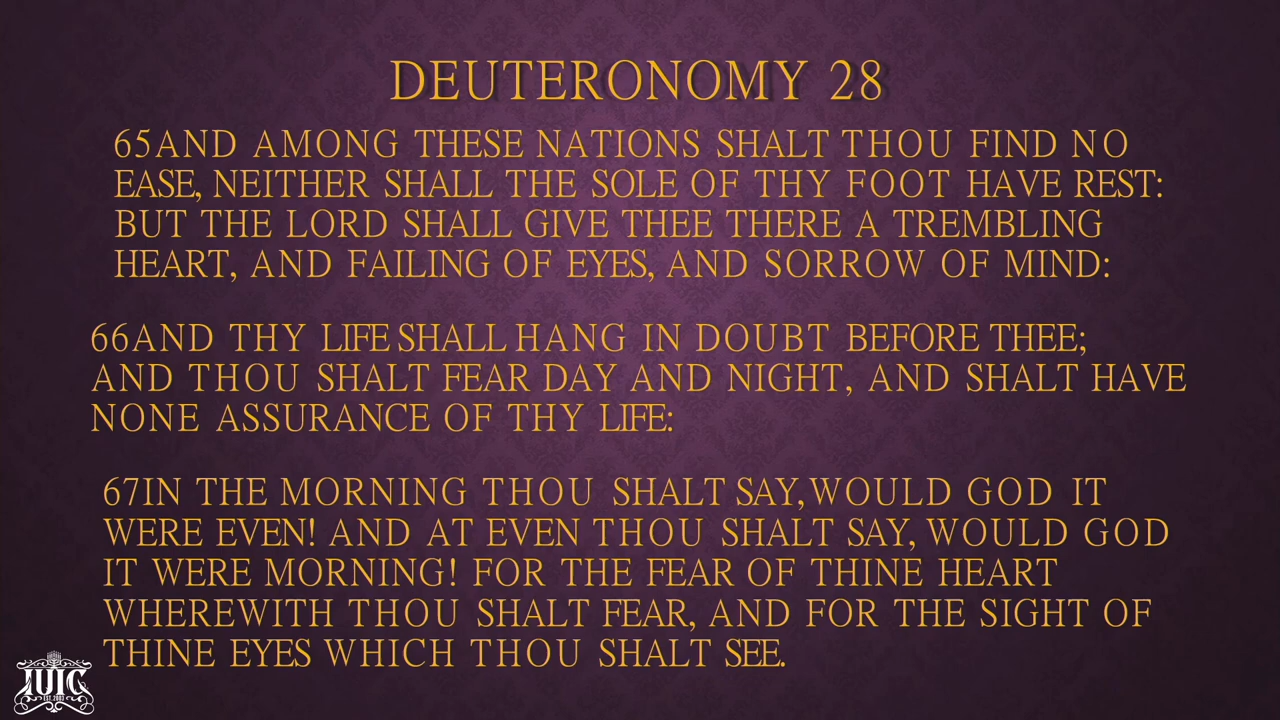 DEUTERONOMY 28
65AND AMONG THESE NATIONS SHALT THOU FIND NO
EASE, NEITHER SHALL THE SOLE OF THY FOOT HAVE REST:
BUT THE LORD SHALL GIVE THEE THERE A TREMBLING
HEART, AND FAILING OF EYES, AND SORROW OF MIND:
66AND THY LIFE SHALL HANG IN DOUBT BEFORE THEE;
AND THOU SHALT FEAR DAY AND NIGHT, AND SHALT HAVE
NONE ASSURANCE OF THY LIFE:
67IN THE MORNING THOU SHALT SAY, WOULD GOD IT
WERE EVEN! AND AT EVEN THOU SHALT SAY, WOULD GOD
IT WERE MORNING! FOR THE FEAR OF THINE HEART
WHEREWITH THOU SHALT FEAR, AND FOR THE SIGHT OF
THINE EYES WHICH THOU SHALT SEE.
IUIC
EST. 2003